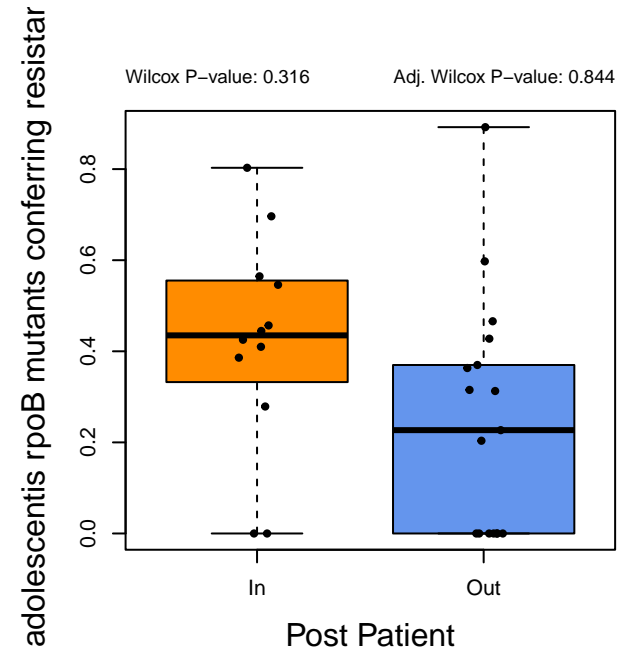 Wilcox P−value: 0.316
Adj. Wilcox P−value: 0.844
adolescentis rpoB mutants conferring resistar
0.8
0.6
0.4
0.2
0.0
In
Out
Post Patient